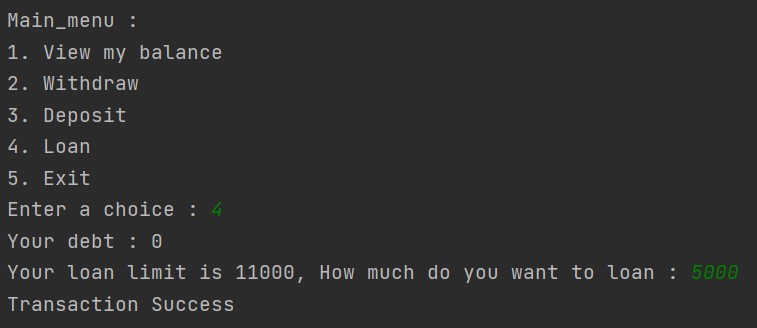 Main_menu :
1. View my balance
2. Withdraw
3. Deposit
4. Loan
5. Exit
Enter a choice : 4
Your debt : 0
Your loan limit is 11000, How much do you want to loan : 5000
Transaction Success